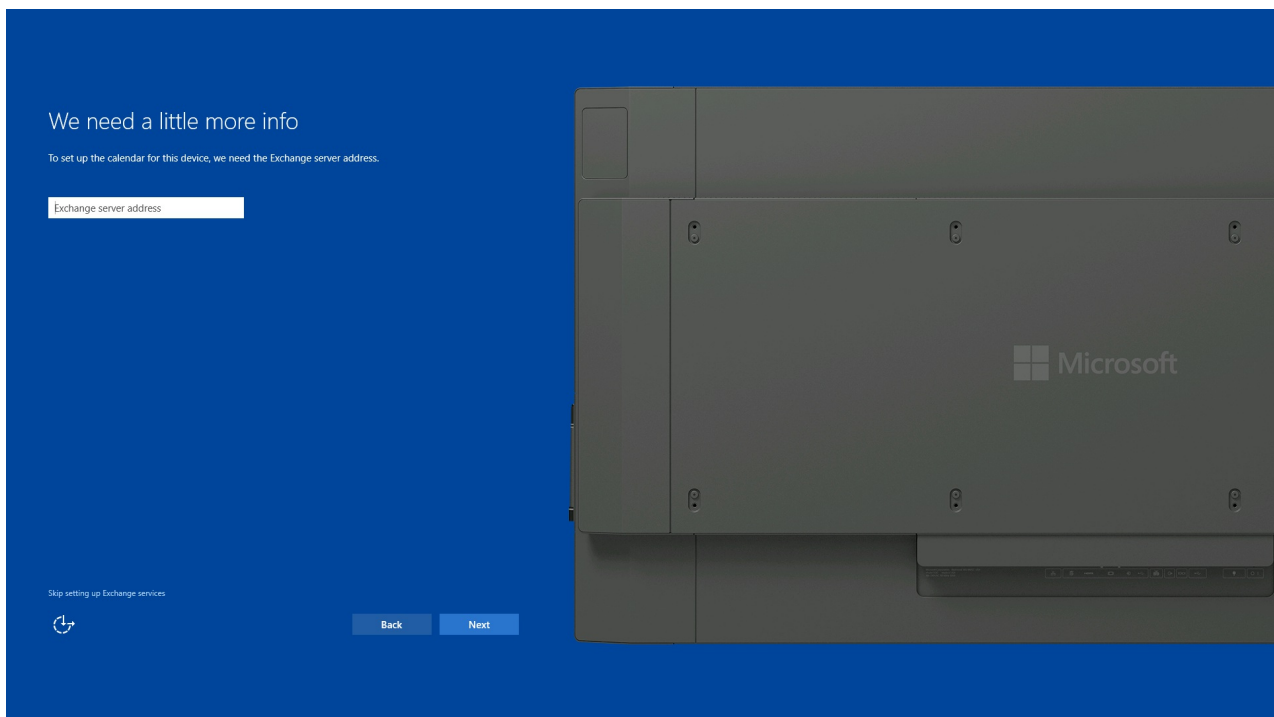 We need a little more info
To set up the calendar for this device, we need the Exchange server address.
Exchange server address
Microsoft
Skip setting up Exchange services
Back
Next